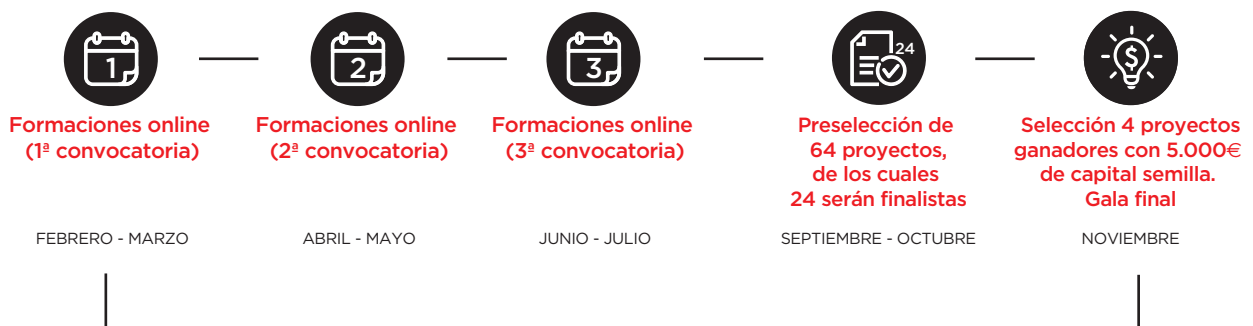 1
Formaciones online
(1ª convocatoria)
FEBRERO - MARZO
2
Formaciones online
(2ª convocatoria)
ABRIL - MAYO
3
Formaciones online
(3ª convocatoria)
JUNIO - JULIO
24
Preselección de
64 proyectos,
de los cuales
24 serán finalistas
SEPTIEMBRE - OCTUBRE
$
Selección 4 proyectos
ganadores con 5.000€
de capital semilla.
Gala final
NOVIEMBRE